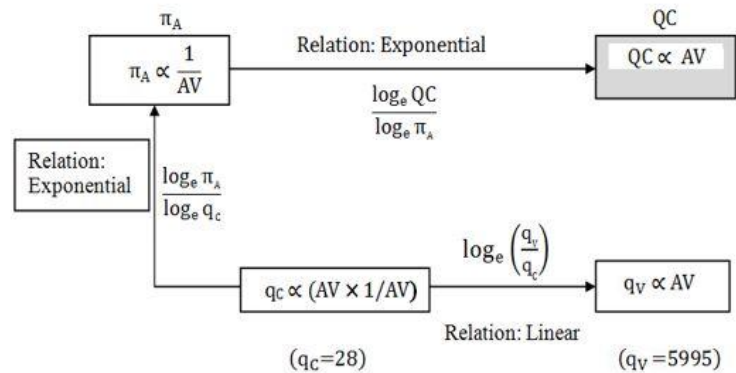 π_A
QC
π_A ∝ 1/AV
Relation: Exponential
QC ∝ AV
log_e QC / log_e π_A
Relation:
Exponential
log_e π_A / log_e q_c
log_e (q_v/q_c)
q_C ∝ (AV × 1/AV)
q_V ∝ AV
Relation: Linear
(q_C=28)
(q_V =5995)